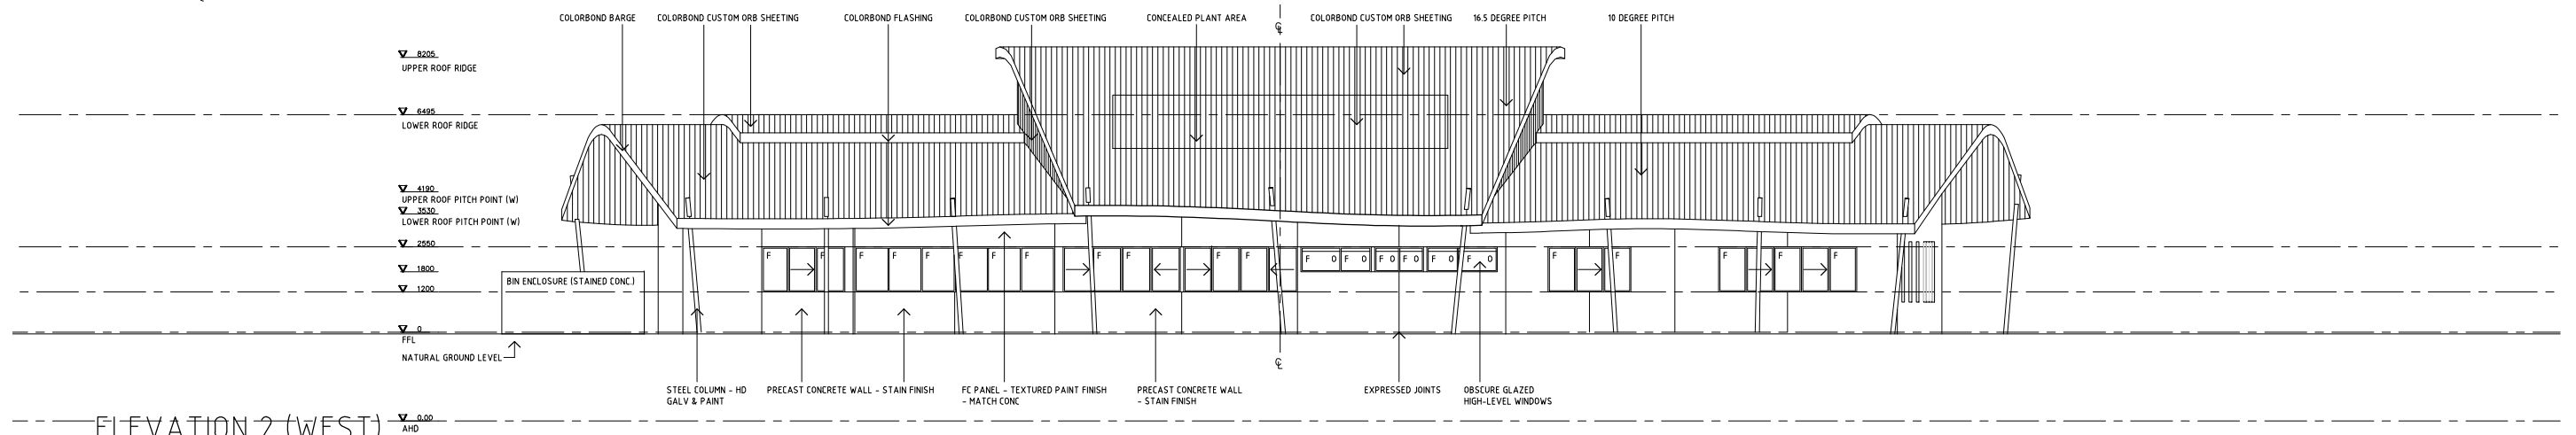 COLORBOND BARGE
COLORBOND CUSTOM ORB SHEETING
COLORBOND FLASHING
COLORBOND CUSTOM ORB SHEETING
CONCEALED PLANT AREA
COLORBOND CUSTOM ORB SHEETING
16.5 DEGREE PITCH
10 DEGREE PITCH
℄
8205
UPPER ROOF RIDGE
6495
LOWER ROOF RIDGE
4190
UPPER ROOF PITCH POINT (W)
3530
LOWER ROOF PITCH POINT (W)
2550
1800
1200
0
FFL
NATURAL GROUND LEVEL
BIN ENCLOSURE (STAINED CONC.)
F F F F F F F F F F F F F F O F O F O F O F O F O F F F F F
℄
STEEL COLUMN - HD
GALV & PAINT
PRECAST CONCRETE WALL - STAIN FINISH
FC PANEL - TEXTURED PAINT FINISH
- MATCH CONC
PRECAST CONCRETE WALL
- STAIN FINISH
EXPRESSED JOINTS
OBSCURE GLAZED
HIGH-LEVEL WINDOWS
0.00
AHD
ELEVATION 2 (WEST)